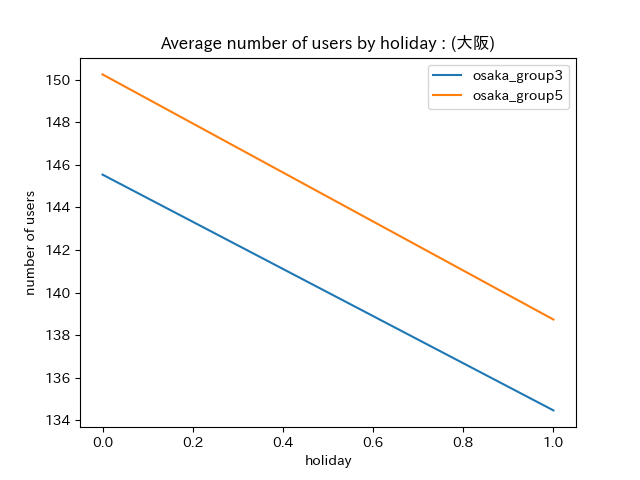 Average number of users by holiday : (大阪)
osaka_group3
osaka_group5
number of users
150
148
146
144
142
140
138
136
134
0.0 0.2 0.4 0.6 0.8 1.0
holiday